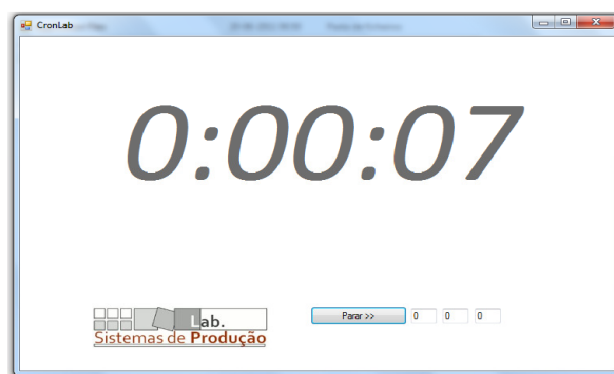 CronLab
0:00:07
Lab.
Sistemas de Produção
Parar >> 0 0 0